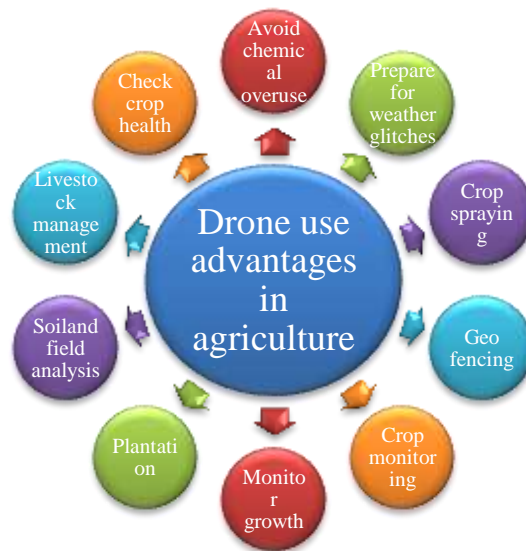 Avoid
chemic
al
overuse
Prepare
for
weather
glitches
Crop
sprayin
g
Geo
fencing
Crop
monitor
ing
Monito
r
growth
Plantati
on
Soiland
field
analysis
Livesto
ck
manage
ment
Check
crop
health
Drone use
advantages
in
agriculture